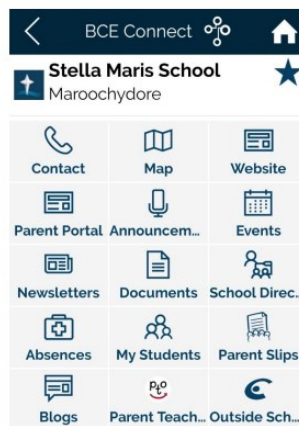 BCE Connect
Stella Maris School
Maroochydore
Contact Map Website
Parent Portal Announcem... Events
Newsletters Documents School Direc...
Absences My Students Parent Slips
pto
Blogs Parent Teach... Outside Sch...